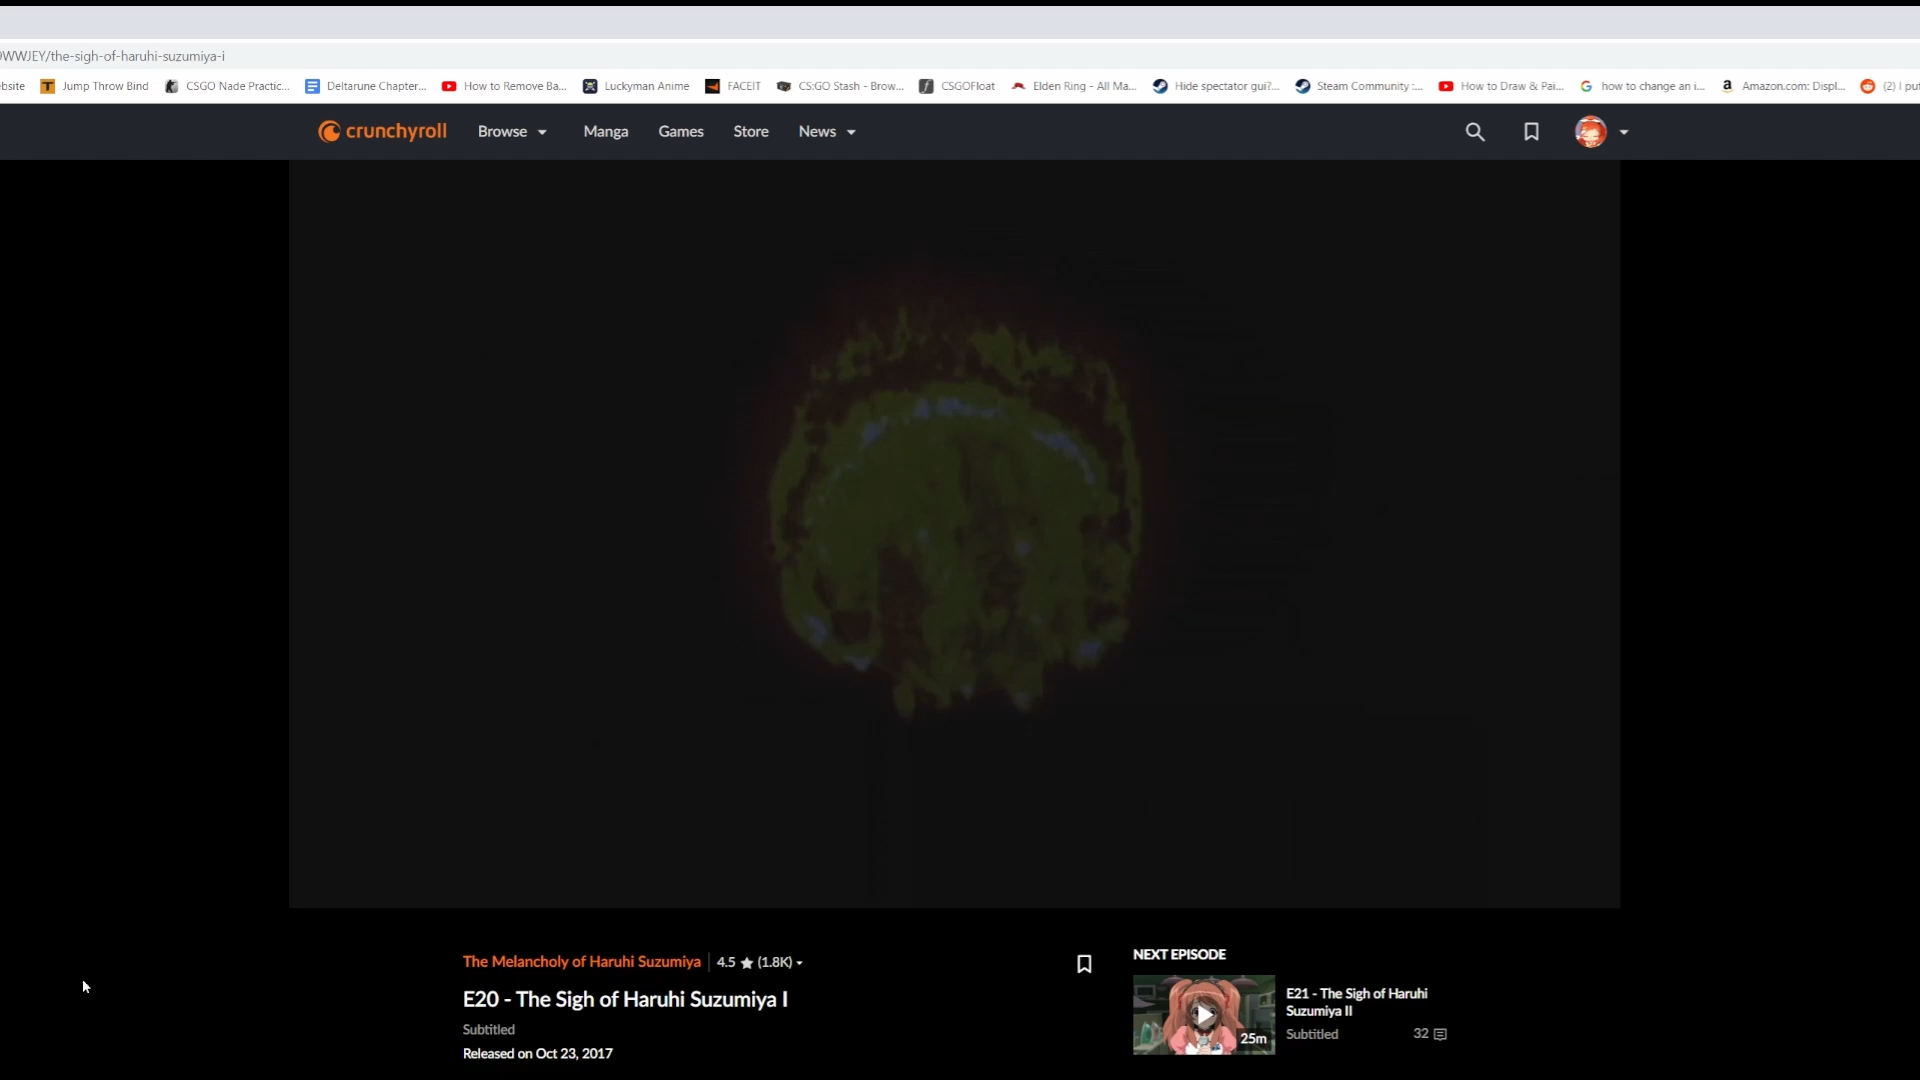 9WWJEY/the-sigh-of-haruhi-suzumiya-i
ebsite Jump Throw Bind CSGO Nade Practic... Deltarune Chapter... How to Remove Ba... Luckyman Anime FACEIT CS:GO Stash - Brow... CSGOFloat Elden Ring - All Ma... Hide spectator gui?... Steam Community :... How to Draw & Pai... how to change an i... Amazon.com: Displ... (2) I put
crunchyroll Browse Manga Games Store News
The Melancholy of Haruhi Suzumiya 4.5 ★ (1.8K)
E20 - The Sigh of Haruhi Suzumiya I
Subtitled
Released on Oct 23, 2017
NEXT EPISODE
25m
E21 - The Sigh of Haruhi
Suzumiya II
Subtitled 32